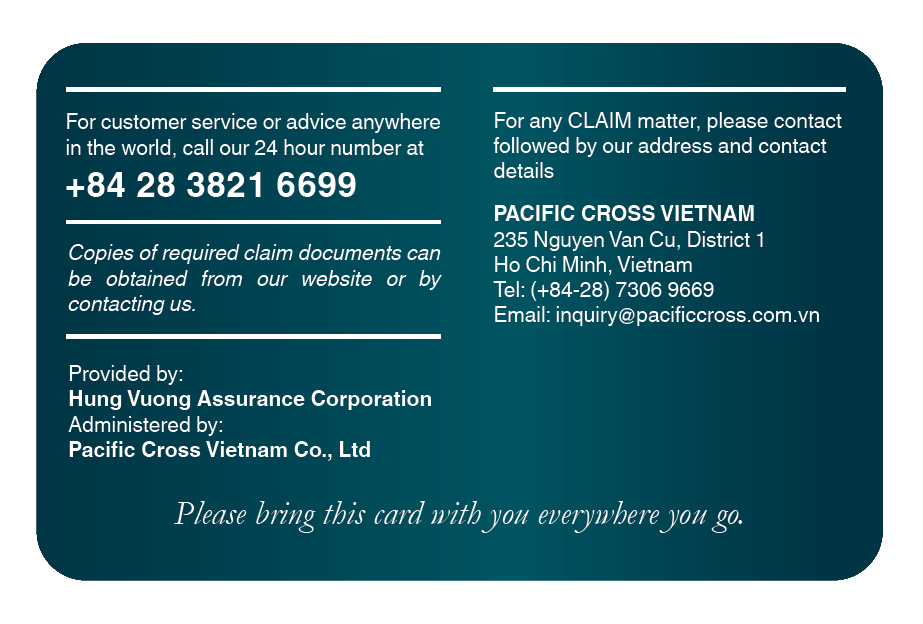 For customer service or advice anywhere
in the world, call our 24 hour number at
+84 28 3821 6699
Copies of required claim documents can
be obtained from our website or by
contacting us.
Provided by:
Hung Vuong Assurance Corporation
Administered by:
Pacific Cross Vietnam Co., Ltd
For any CLAIM matter, please contact
followed by our address and contact
details
PACIFIC CROSS VIETNAM
235 Nguyen Van Cu, District 1
Ho Chi Minh, Vietnam
Tel: (+84-28) 7306 9669
Email: inquiry@pacificcross.com.vn
Please bring this card with you everywhere you go.